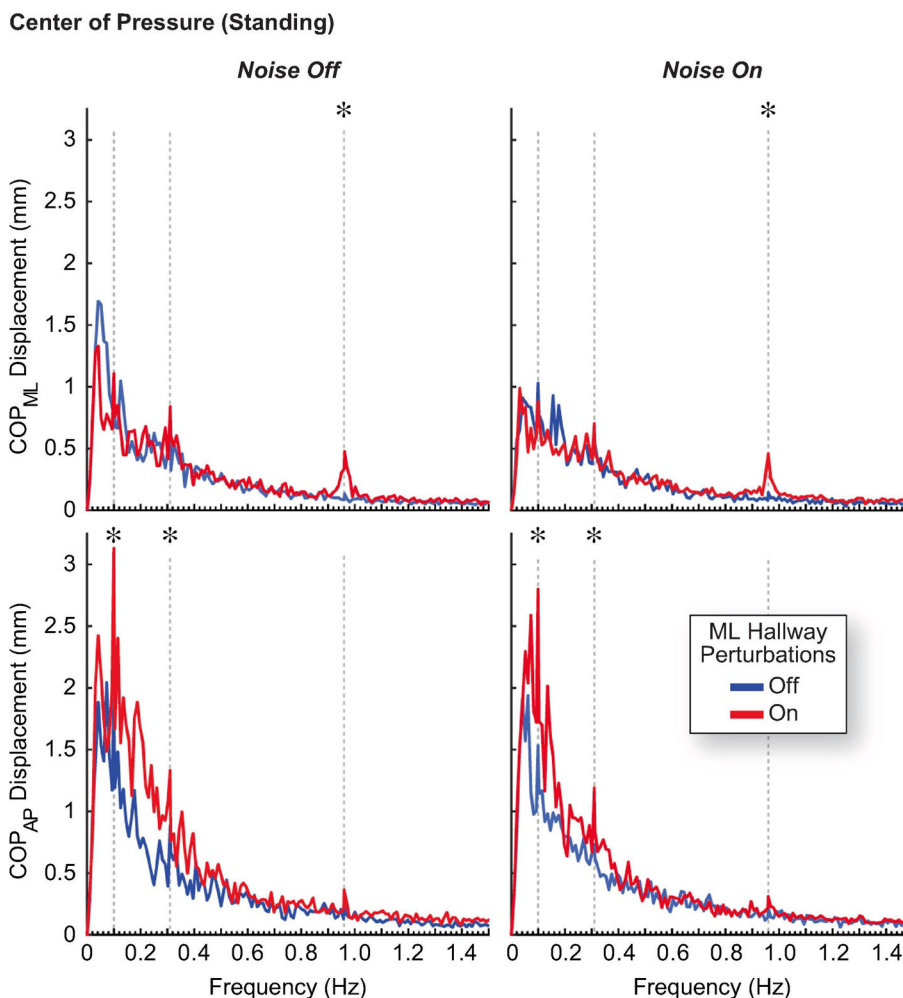 Center of Pressure (Standing)
Noise Off
Noise On
*
*
3
2.5
2
1.5
1
0.5
0
COP_ML Displacement (mm)
*
*
*
*
3
2.5
2
1.5
1
0.5
0
COP_AP Displacement (mm)
ML Hallway
Perturbations
Off
On
0 0.2 0.4 0.6 0.8 1.0 1.2 1.4
0 0.2 0.4 0.6 0.8 1.0 1.2 1.4
Frequency (Hz)
Frequency (Hz)